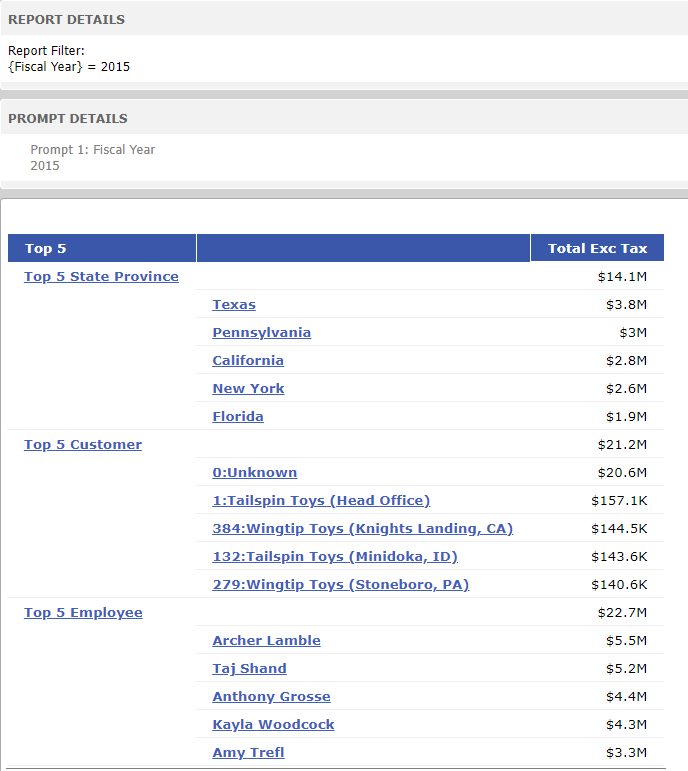 REPORT DETAILS
Report Filter:
{Fiscal Year} = 2015
PROMPT DETAILS
Prompt 1: Fiscal Year
2015
Top 5 Total Exc Tax
Top 5 State Province $14.1M
Texas $3.8M
Pennsylvania $3M
California $2.8M
New York $2.6M
Florida $1.9M
Top 5 Customer $21.2M
0:Unknown $20.6M
1:Tailspin Toys (Head Office) $157.1K
384:Wingtip Toys (Knights Landing, CA) $144.5K
132:Tailspin Toys (Minidoka, ID) $143.6K
279:Wingtip Toys (Stoneboro, PA) $140.6K
Top 5 Employee $22.7M
Archer Lamble $5.5M
Taj Shand $5.2M
Anthony Grosse $4.4M
Kayla Woodcock $4.3M
Amy Trefl $3.3M